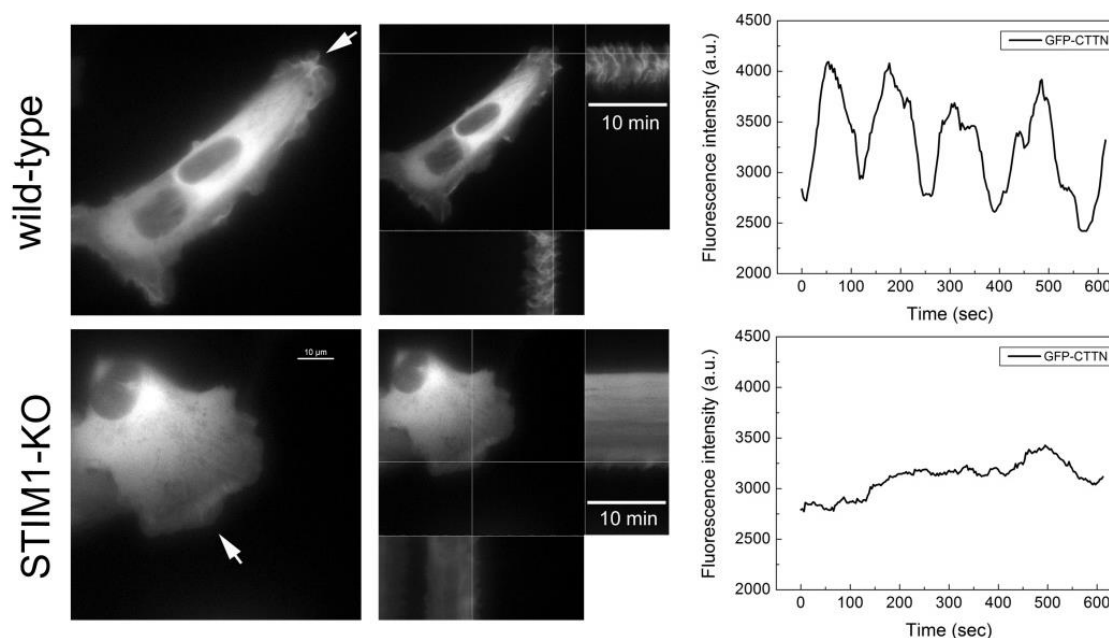 wild-type
10 min
Fluorescence intensity (a.u.)
4500
4000
3500
3000
2500
2000
GFP-CTTN
0 100 200 300 400 500 600
Time (sec)
STIM1-KO
10 µm
10 min
Fluorescence intensity (a.u.)
4500
4000
3500
3000
2500
2000
GFP-CTTN
0 100 200 300 400 500 600
Time (sec)